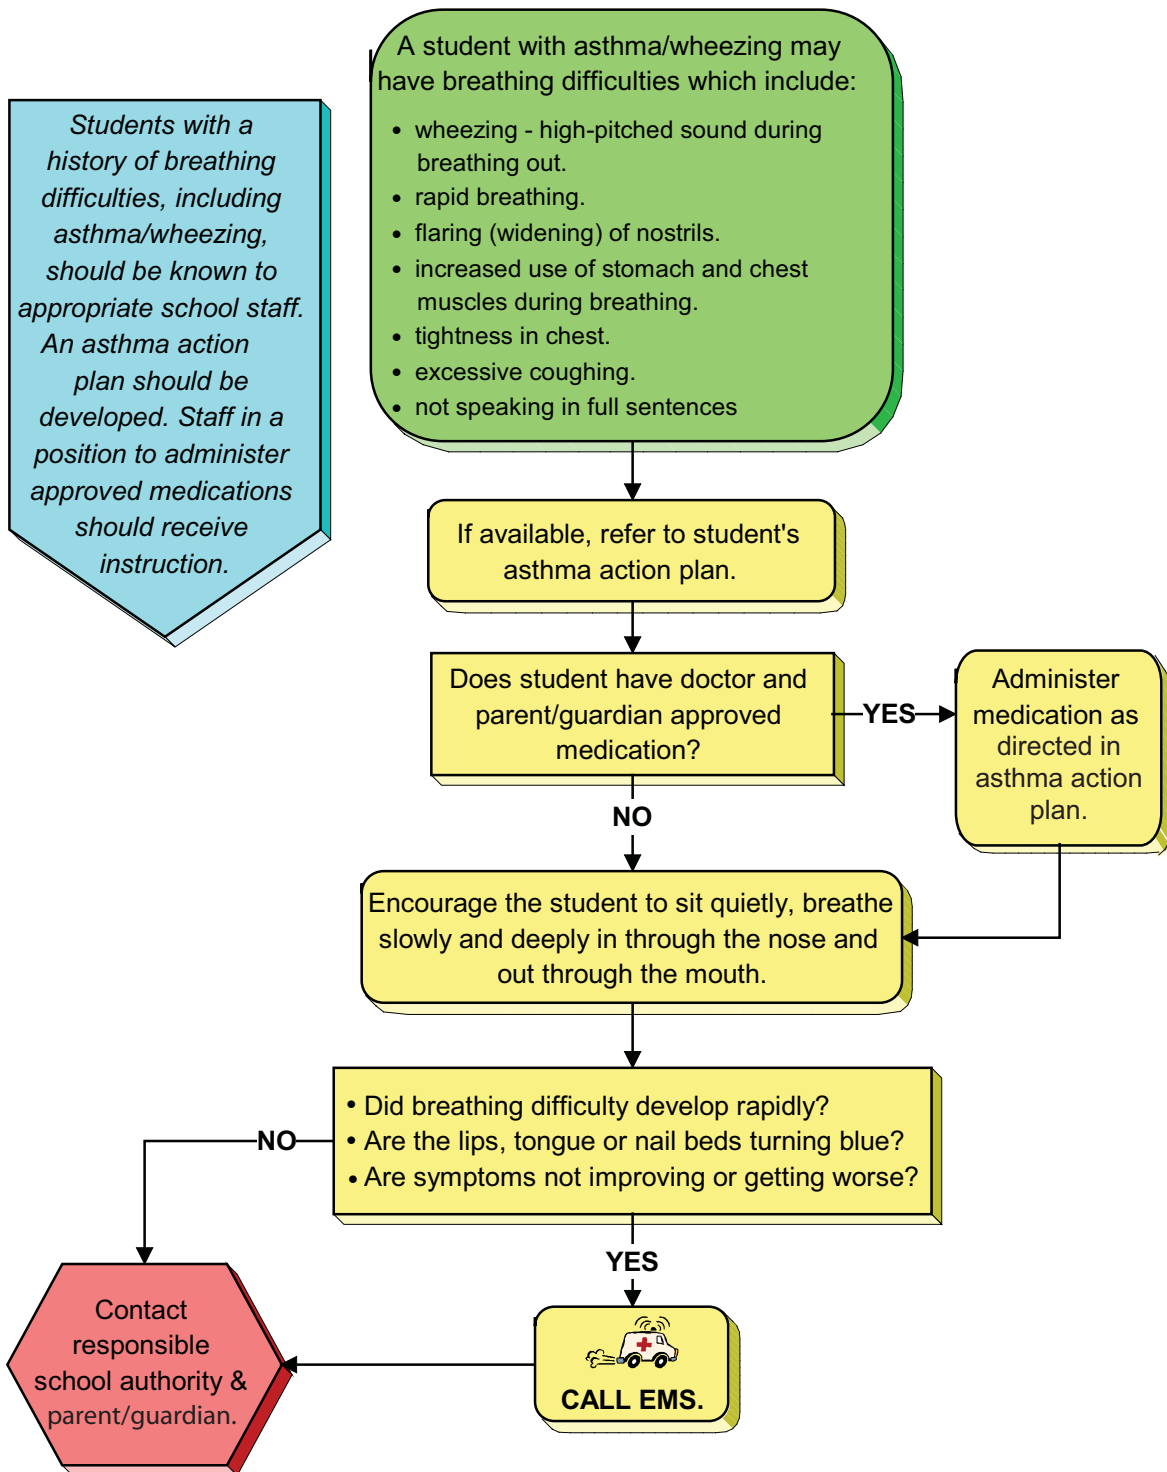 Students with a
history of breathing
difficulties, including
asthma/wheezing,
should be known to
appropriate school staff.
An asthma action
plan should be
developed. Staff in a
position to administer
approved medications
should receive
instruction.
A student with asthma/wheezing may
have breathing difficulties which include:
• wheezing - high-pitched sound during
breathing out.
• rapid breathing.
• flaring (widening) of nostrils.
• increased use of stomach and chest
muscles during breathing.
• tightness in chest.
• excessive coughing.
• not speaking in full sentences
If available, refer to student's
asthma action plan.
Does student have doctor and
parent/guardian approved
medication?
YES
Administer
medication as
directed in
asthma action
plan.
NO
Encourage the student to sit quietly, breathe
slowly and deeply in through the nose and
out through the mouth.
• Did breathing difficulty develop rapidly?
• Are the lips, tongue or nail beds turning blue?
• Are symptoms not improving or getting worse?
NO
YES
CALL EMS.
Contact
responsible
school authority &
parent/guardian.